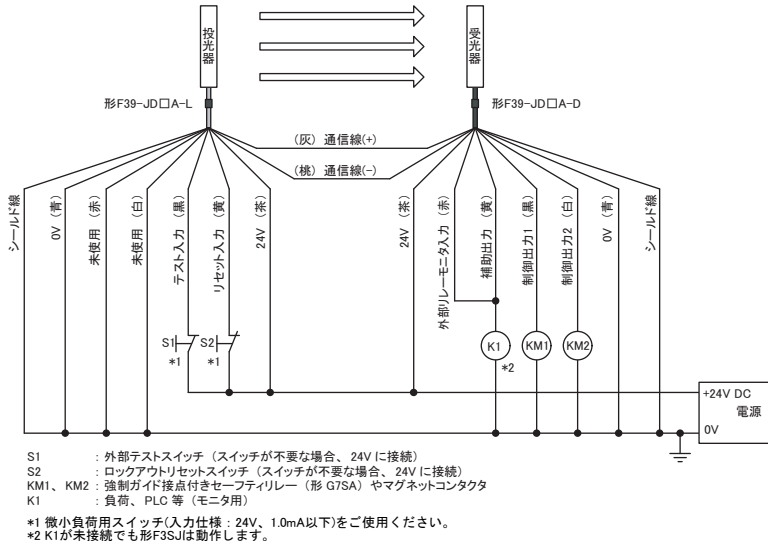 投光器
受光器
形F39-JD□A-L
形F39-JD□A-D
(灰) 通信線(+)
(桃) 通信線(-)
シールド線
0V (青)
未使用 (赤)
未使用 (白)
テスト入力 (黒)
リセット入力 (黄)
24V (茶)
24V (茶)
外部リレーモニタ入力 (赤)
補助出力 (黄)
制御出力1 (黒)
制御出力2 (白)
0V (青)
シールド線
S1
*1
S2
*1
K1
*2
KM1
KM2
+24V DC
電源
0V
S1 : 外部テストスイッチ (スイッチが不要な場合、24V に接続)
S2 : ロックアウトリセットスイッチ (スイッチが不要な場合、24V に接続)
KM1、KM2 : 強制ガイド接点付きセーフティリレー (形 G7SA) やマグネットコンタクタ
K1 : 負荷、PLC 等 (モニタ用)
*1 微小負荷用スイッチ(入力仕様:24V、1.0mA以下)をご使用ください。
*2 K1が未接続でも形F3SJは動作します。